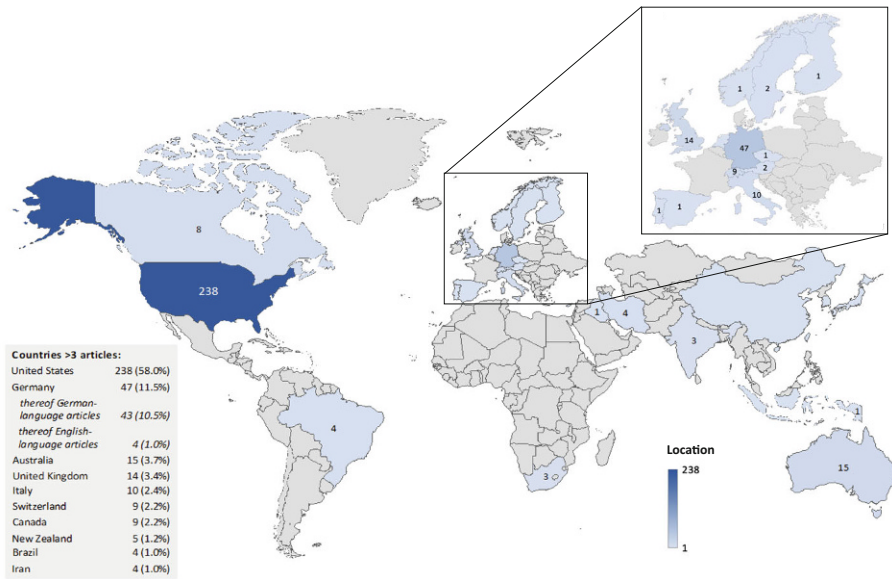 1
2
1
14
47
1
9
2
10
1
1
8
238
1
4
3
4
3
1
15
Countries >3 articles:
United States 238 (58.0%)
Germany 47 (11.5%)
thereof German-
language articles 43 (10.5%)
thereof English-
language articles 4 (1.0%)
Australia 15 (3.7%)
United Kingdom 14 (3.4%)
Italy 10 (2.4%)
Switzerland 9 (2.2%)
Canada 9 (2.2%)
New Zealand 5 (1.2%)
Brazil 4 (1.0%)
Iran 4 (1.0%)
Location
238
1